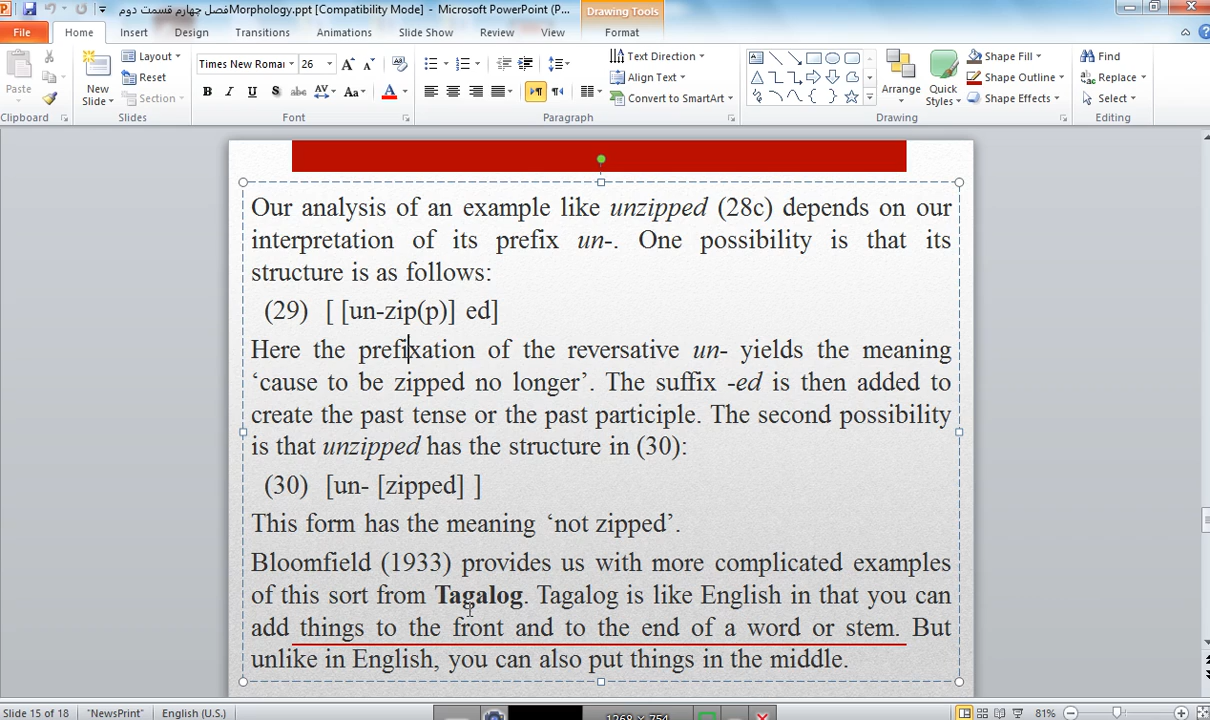 فصل چهارم قسمت دومMorphology.ppt [Compatibility Mode] - Microsoft PowerPoint (P...
Drawing Tools
File Home Insert Design Transitions Animations Slide Show Review View Format
Paste
Clipboard
New Slide
Layout
Reset
Section
Slides
Times New Romai 26
B I U S abc AV Aa A
Font
Text Direction
Align Text
Convert to SmartArt
Paragraph
Arrange
Quick Styles
Shape Fill
Shape Outline
Shape Effects
Drawing
Find
Replace
Select
Editing
Our analysis of an example like unzipped (28c) depends on our
interpretation of its prefix un-. One possibility is that its
structure is as follows:
(29) [ [un-zip(p)] ed]
Here the prefixation of the reversative un- yields the meaning
‘cause to be zipped no longer’. The suffix -ed is then added to
create the past tense or the past participle. The second possibility
is that unzipped has the structure in (30):
(30) [un- [zipped] ]
This form has the meaning ‘not zipped’.
Bloomfield (1933) provides us with more complicated examples
of this sort from Tagalog. Tagalog is like English in that you can
add things to the front and to the end of a word or stem. But
unlike in English, you can also put things in the middle.
Slide 15 of 18 "NewsPrint" English (U.S.) 81%